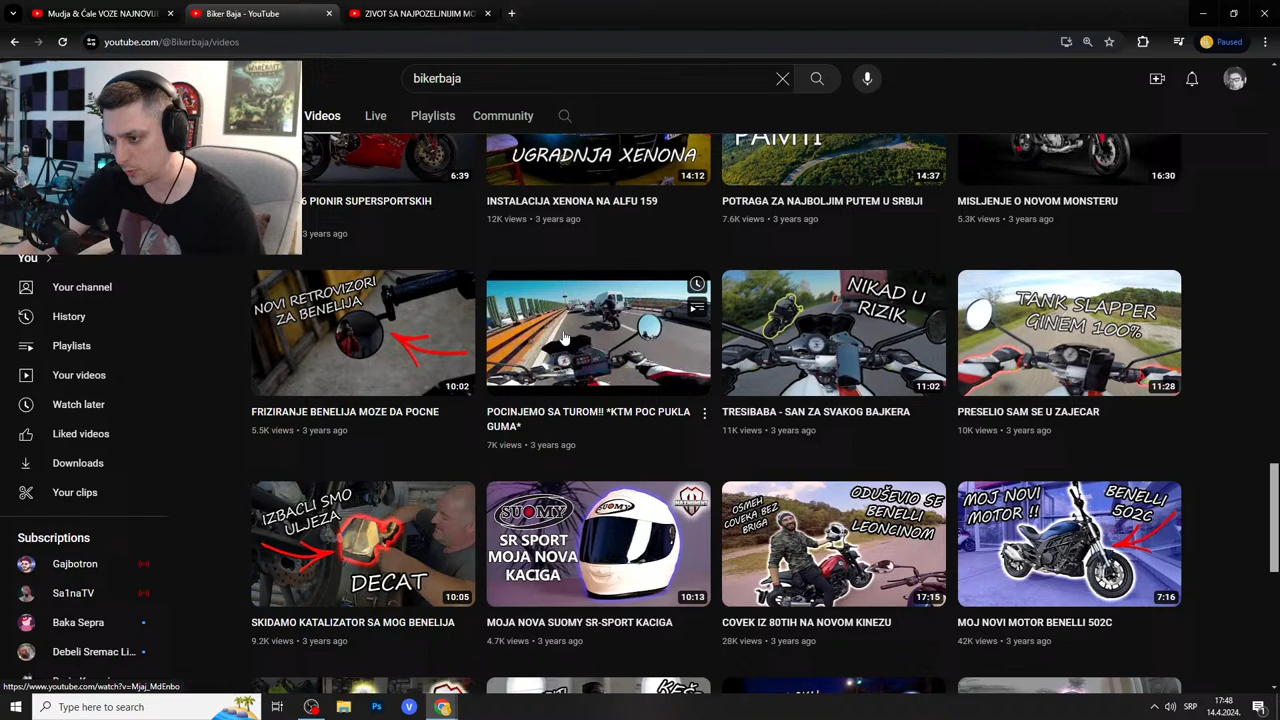 Mudja & Ćale VOZE NAJNOVIJ
Biker Baja - YouTube
ZIVOT SA NAJPOZELJNIJIM MO
youtube.com/@Bikerbaja/videos
Paused
bikerbaja
Videos
Live
Playlists
Community
6:39
UGRADNJA XENONA
14:12
PAMTI
14:37
16:30
6 PIONIR SUPERSPORTSKIH
INSTALACIJA XENONA NA ALFU 159
POTRAGA ZA NAJBOLJIM PUTEM U SRBIJI
MISLJENJE O NOVOM MONSTERU
3 years ago
12K views • 3 years ago
7.6K views • 3 years ago
5.3K views • 3 years ago
You
Your channel
History
Playlists
Your videos
Watch later
Liked videos
Downloads
Your clips
Subscriptions
Gajbotron
Sa1naTV
Baka Sepra
Debeli Sremac Li...
NOVI RETROVIZORI
ZA BENELIJA
10:02
NIKAD U
RIZIK
11:02
TANK SLAPPER
GINEM 100%
11:28
FRIZIRANJE BENELIJA MOZE DA POCNE
POCINJEMO SA TUROM!! *KTM POC PUKLA
GUMA*
TRESIBABA - SAN ZA SVAKOG BAJKERA
PRESELIO SAM SE U ZAJECAR
5.5K views • 3 years ago
7K views • 3 years ago
11K views • 3 years ago
10K views • 3 years ago
IZBACLI SMO
ULJEZA
DECAT
10:05
SUOMY
SR SPORT
MOJA NOVA
KACIGA
10:13
OSMEH
COVEKA BEZ
BRIGA
ODUŠEVIO SE
BENELLI
LEONCINOM
17:15
MOJ NOVI
MOTOR !!
BENELLI
502C
7:16
SKIDAMO KATALIZATOR SA MOG BENELIJA
MOJA NOVA SUOMY SR-SPORT KACIGA
COVEK IZ 80TIH NA NOVOM KINEZU
MOJ NOVI MOTOR BENELLI 502C
9.2K views • 3 years ago
4.7K views • 3 years ago
28K views • 3 years ago
42K views • 3 years ago
https://www.youtube.com/watch?v=Mjaj_MdEnbo
Type here to search
SRP
17:48
14.4.2024.